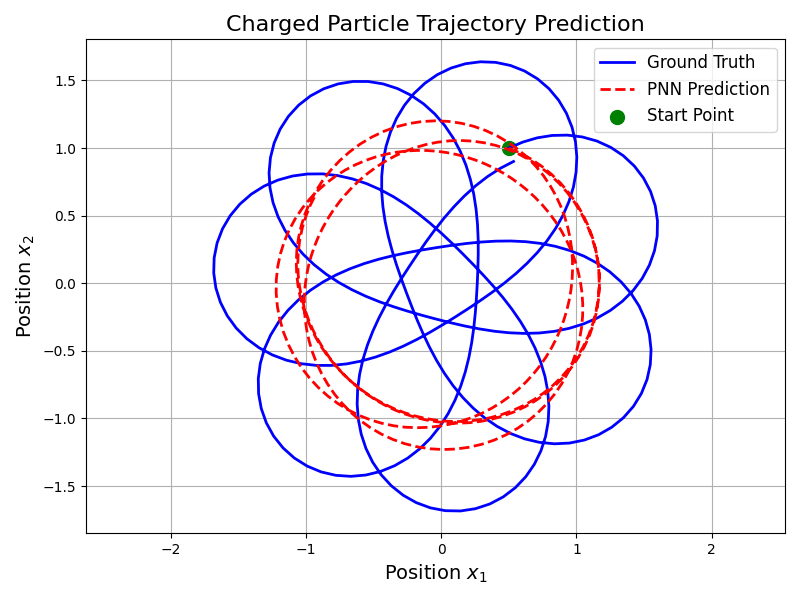 Charged Particle Trajectory Prediction
Ground Truth
PNN Prediction
Start Point
1.5
1.0
0.5
0.0
−0.5
−1.0
−1.5
Position x₂
−2
−1
0
1
2
Position x₁